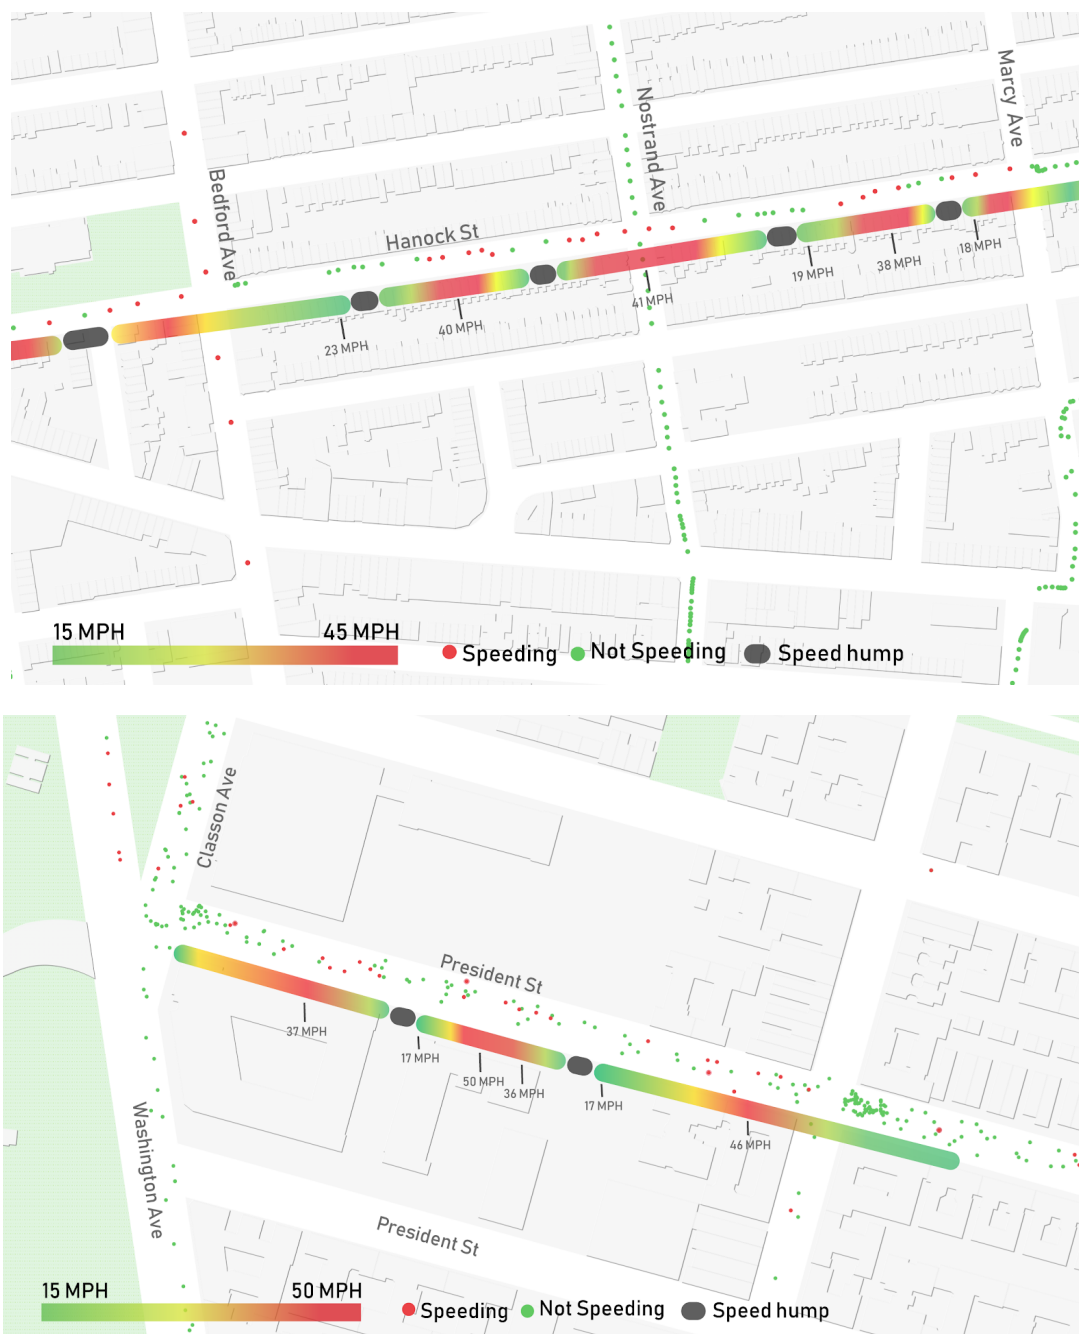 Marcy Ave
Nostrand Ave
Bedford Ave
Hanock St
18 MPH
38 MPH
19 MPH
41 MPH
40 MPH
23 MPH
15 MPH 45 MPH
Speeding Not Speeding Speed hump
Classon Ave
President St
37 MPH
17 MPH
50 MPH
36 MPH
17 MPH
46 MPH
Washington Ave
President St
15 MPH 50 MPH
Speeding Not Speeding Speed hump